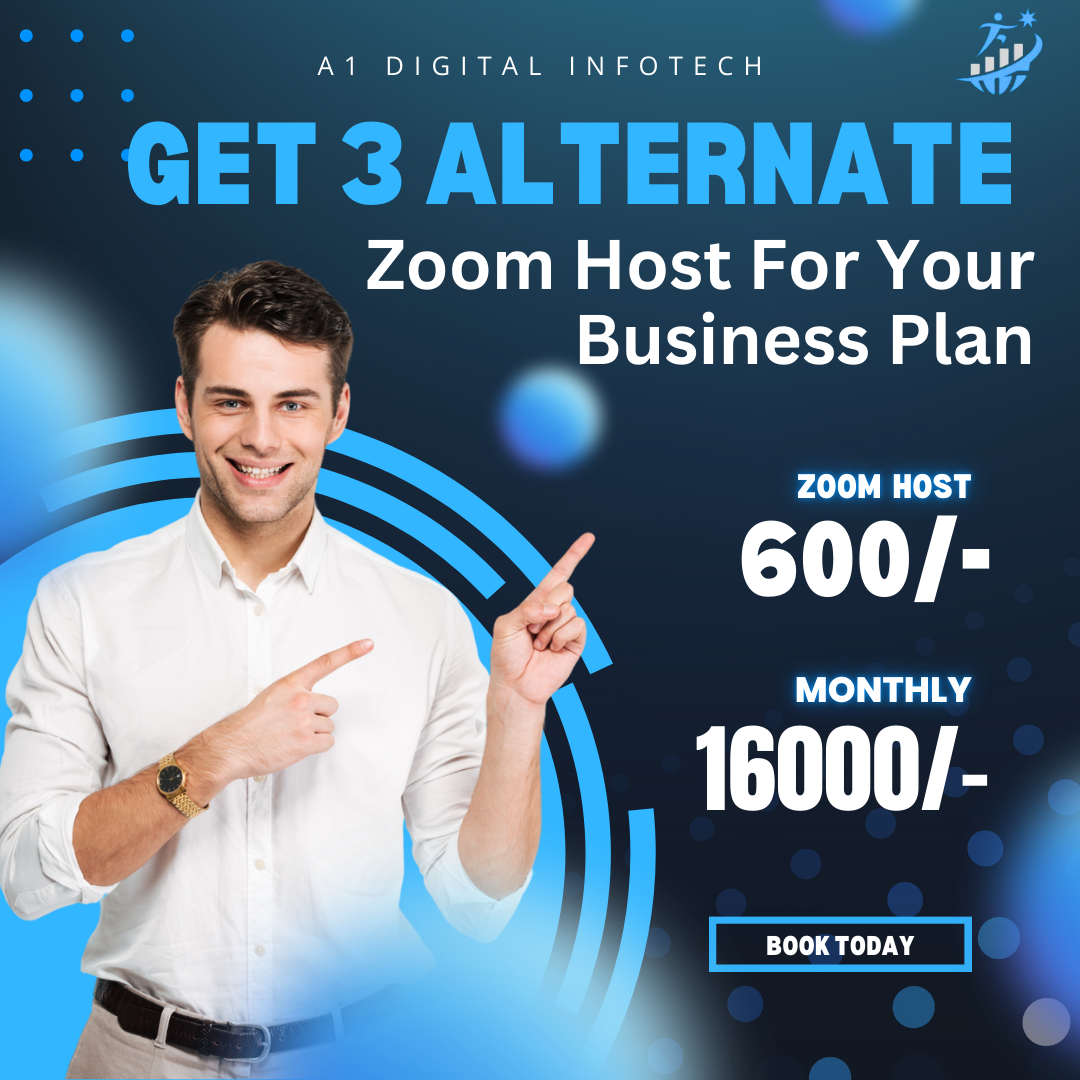 A1 DIGITAL INFOTECH
GET 3 ALTERNATE
Zoom Host For Your
Business Plan
ZOOM HOST
600/-
MONTHLY
16000/-
BOOK TODAY